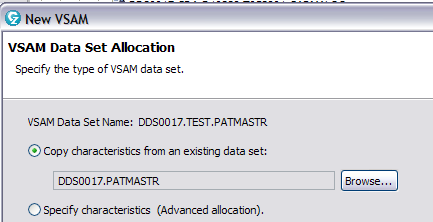 New VSAM
VSAM Data Set Allocation
Specify the type of VSAM data set.
VSAM Data Set Name: DDS0017.TEST.PATMASTR
Copy characteristics from an existing data set:
DDS0017.PATMASTR
Browse...
Specify characteristics (Advanced allocation).